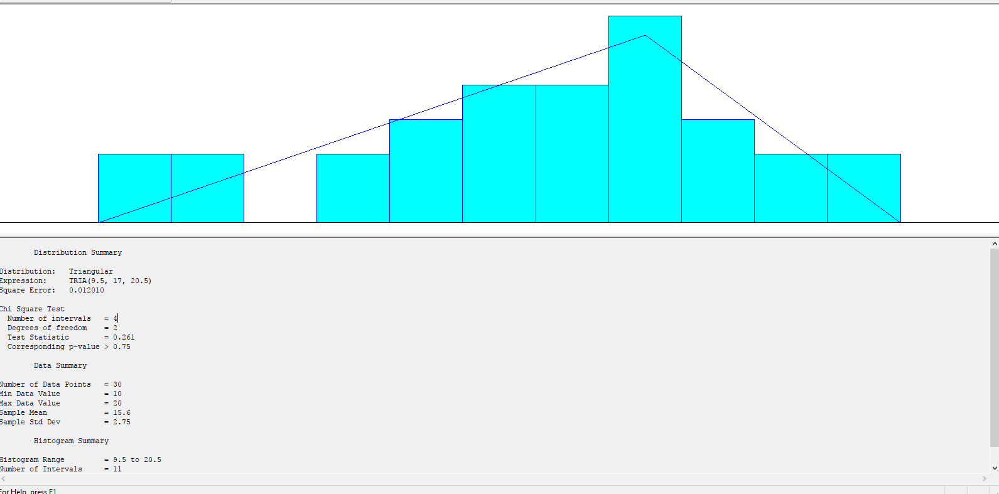 Distribution Summary
Distribution: Triangular
Expression: TRIA(9.5, 17, 20.5)
Square Error: 0.012010
Chi Square Test
Number of intervals = 4
Degrees of freedom = 2
Test Statistic = 0.261
Corresponding p-value > 0.75
Data Summary
Number of Data Points = 30
Min Data Value = 10
Max Data Value = 20
Sample Mean = 15.6
Sample Std Dev = 2.75
Histogram Summary
Histogram Range = 9.5 to 20.5
Number of Intervals = 11
For Help, press F1